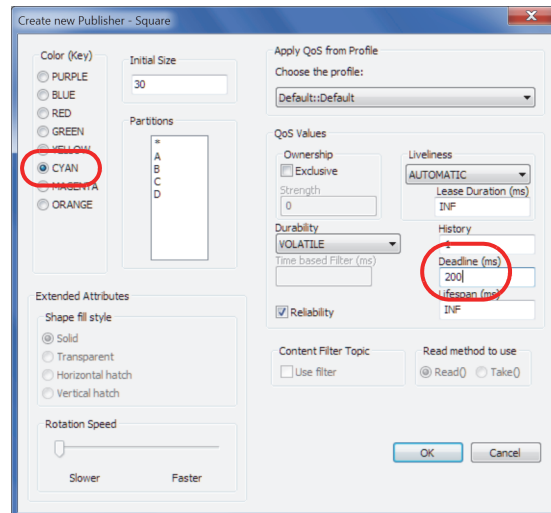 Create new Publisher - Square
Color (Key)
PURPLE
BLUE
RED
GREEN
YELLOW
CYAN
MAGENTA
ORANGE
Initial Size
30
Partitions
*
A
B
C
D
Extended Attributes
Shape fill style
Solid
Transparent
Horizontal hatch
Vertical hatch
Rotation Speed
Slower Faster
Apply QoS from Profile
Choose the profile:
Default::Default
QoS Values
Ownership
Exclusive
Strength
0
Liveliness
AUTOMATIC
Lease Duration (ms)
INF
Durability
VOLATILE
Time based Filter (ms)
Reliability
History
1
Deadline (ms)
200
Lifespan (ms)
INF
Content Filter Topic
Use filter
Read method to use
Read() Take()
OK Cancel